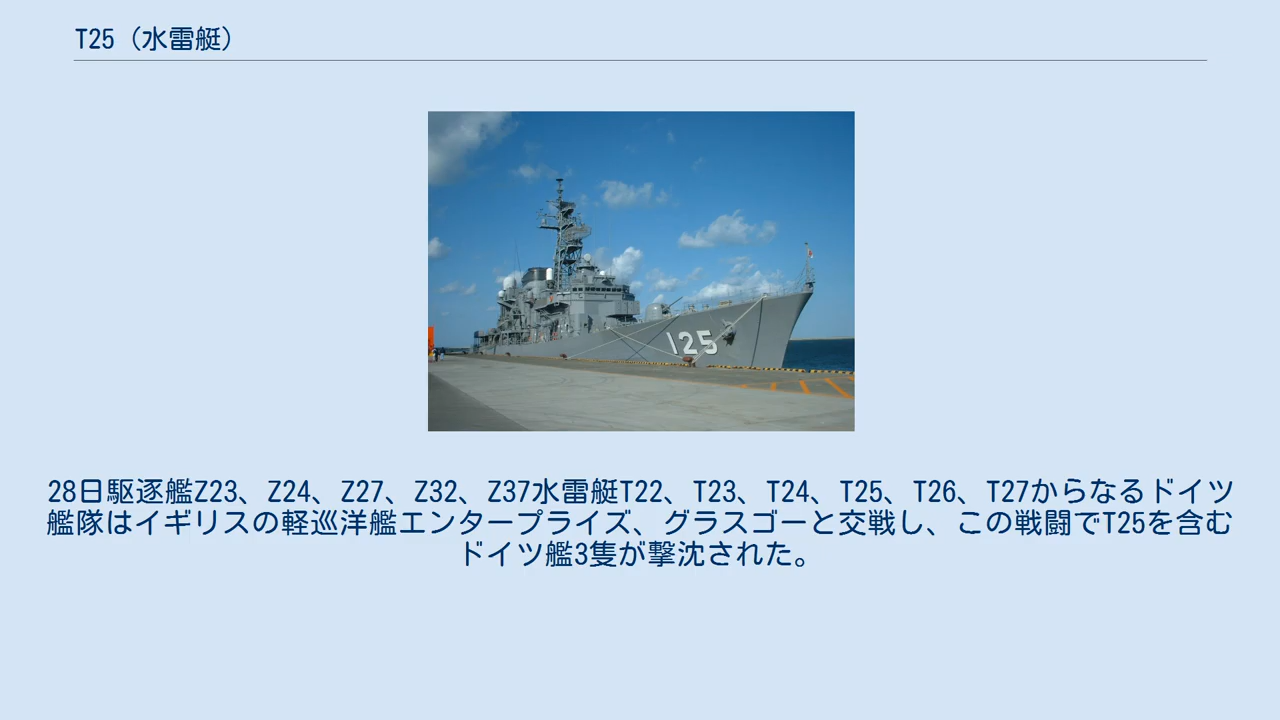 T25（水雷艇）
125
28日駆逐艦Z23、Z24、Z27、Z32、Z37水雷艇T22、T23、T24、T25、T26、T27からなるドイツ
艦隊はイギリスの軽巡洋艦エンタープライズ、グラスゴーと交戦し、この戦闘でT25を含む
ドイツ艦3隻が撃沈された。